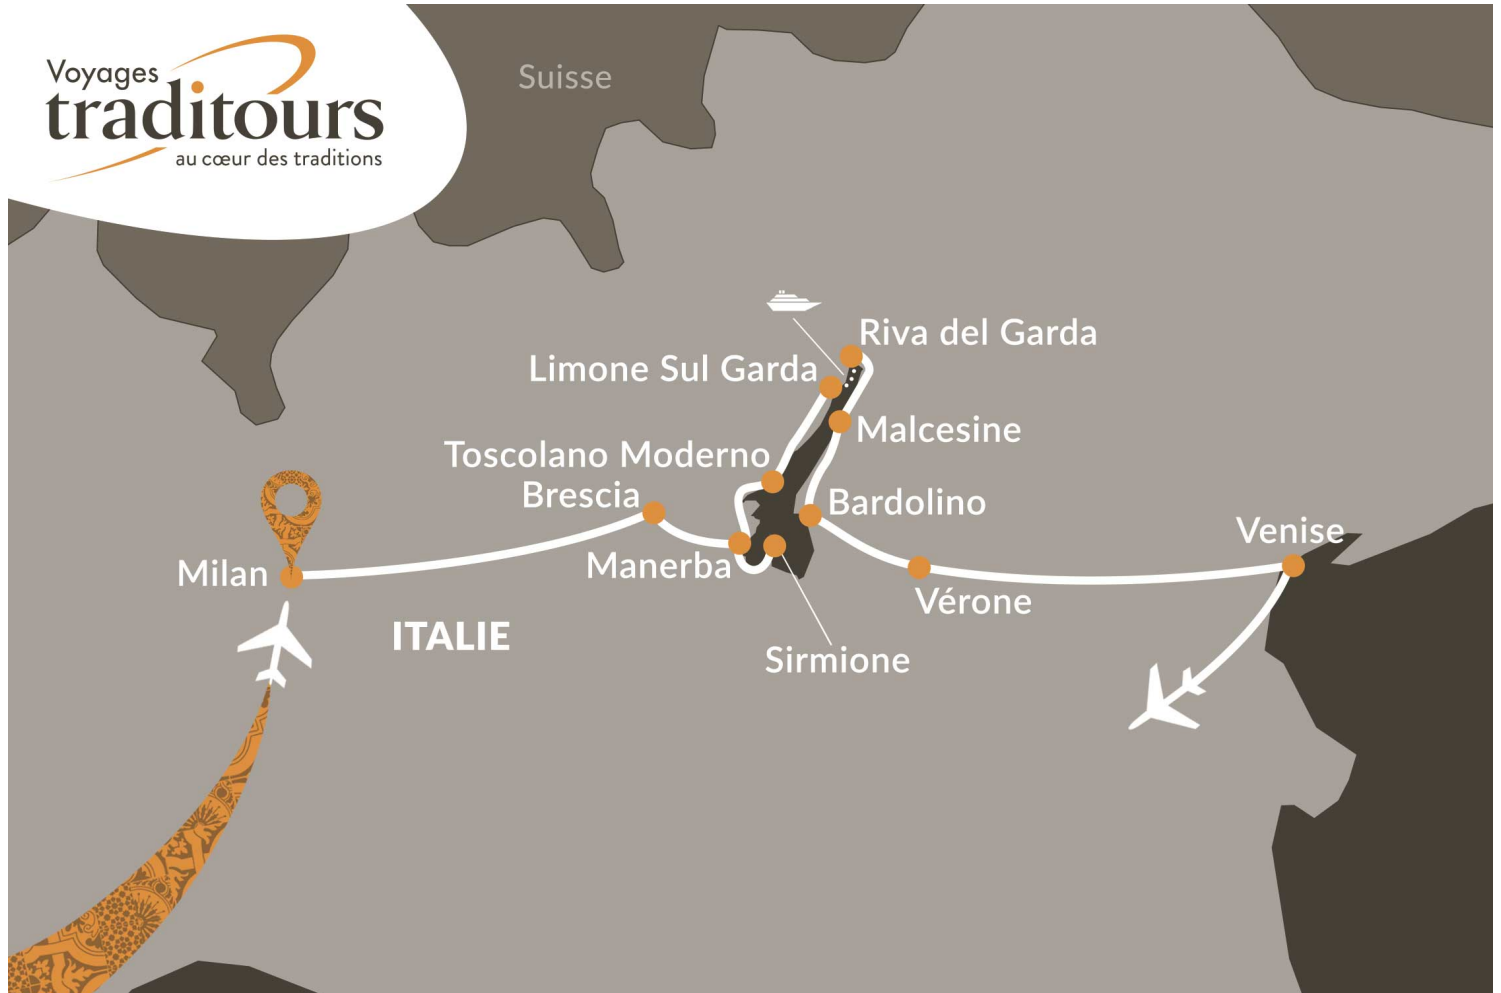 Voyages
traditours
au cœur des traditions
Suisse
Riva del Garda
Limone Sul Garda
Malcesine
Toscolano Moderno
Brescia
Bardolino
Venise
Manerba
Milan
Vérone
ITALIE
Sirmione